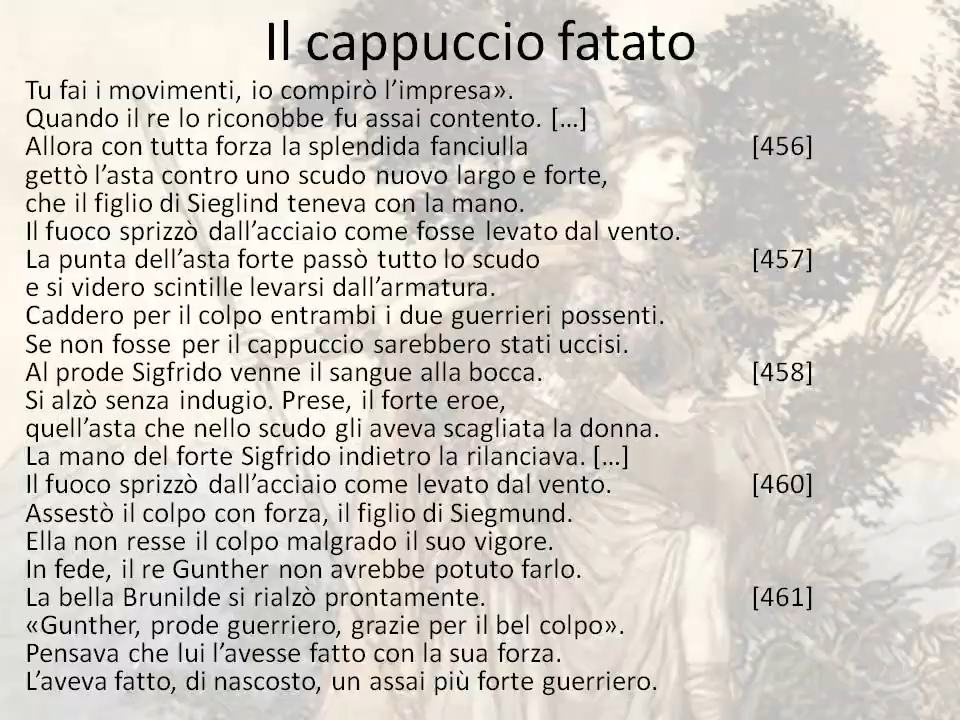 Il cappuccio fatato
Tu fai i movimenti, io compirò l’impresa».
Quando il re lo riconobbe fu assai contento. […]
Allora con tutta forza la splendida fanciulla [456]
gettò l’asta contro uno scudo nuovo largo e forte,
che il figlio di Sieglind teneva con la mano.
Il fuoco sprizzò dall’acciaio come fosse levato dal vento.
La punta dell’asta forte passò tutto lo scudo [457]
e si videro scintille levarsi dall’armatura.
Caddero per il colpo entrambi i due guerrieri possenti.
Se non fosse per il cappuccio sarebbero stati uccisi.
Al prode Sigfrido venne il sangue alla bocca. [458]
Si alzò senza indugio. Prese, il forte eroe,
quell’asta che nello scudo gli aveva scagliata la donna.
La mano del forte Sigfrido indietro la rilanciava. […]
Il fuoco sprizzò dall’acciaio come levato dal vento. [460]
Assestò il colpo con forza, il figlio di Siegmund.
Ella non resse il colpo malgrado il suo vigore.
In fede, il re Gunther non avrebbe potuto farlo.
La bella Brunilde si rialzò prontamente. [461]
«Gunther, prode guerriero, grazie per il bel colpo».
Pensava che lui l’avesse fatto con la sua forza.
L’aveva fatto, di nascosto, un assai più forte guerriero.